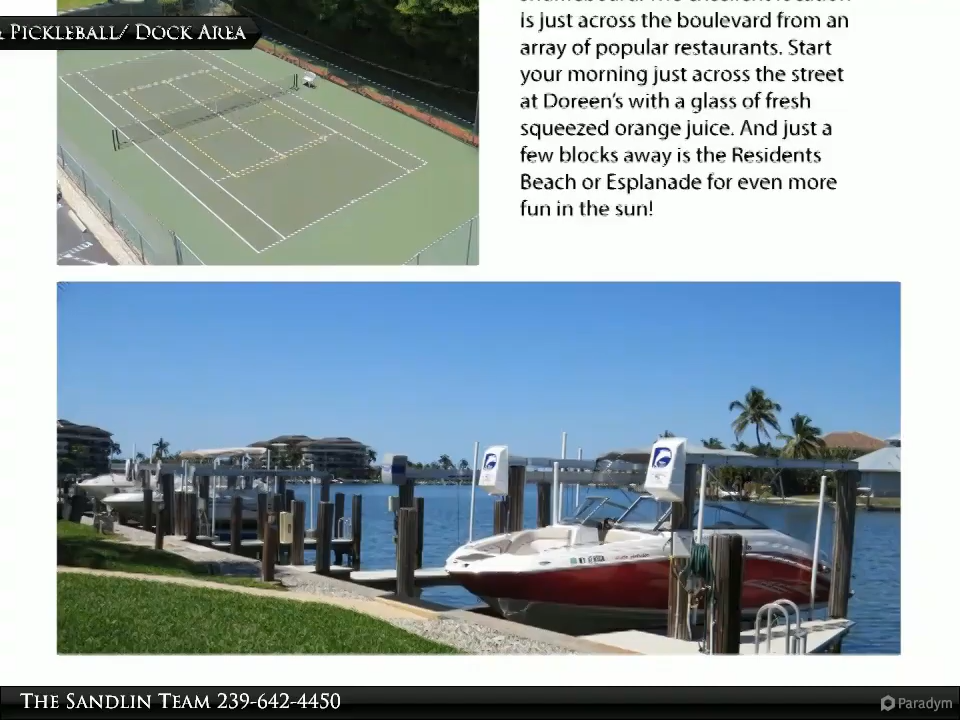 Pickleball/ Dock Area
is just across the boulevard from an
array of popular restaurants. Start
your morning just across the street
at Doreen's with a glass of fresh
squeezed orange juice. And just a
few blocks away is the Residents
Beach or Esplanade for even more
fun in the sun!
The Sandlin Team 239-642-4450
Paradym